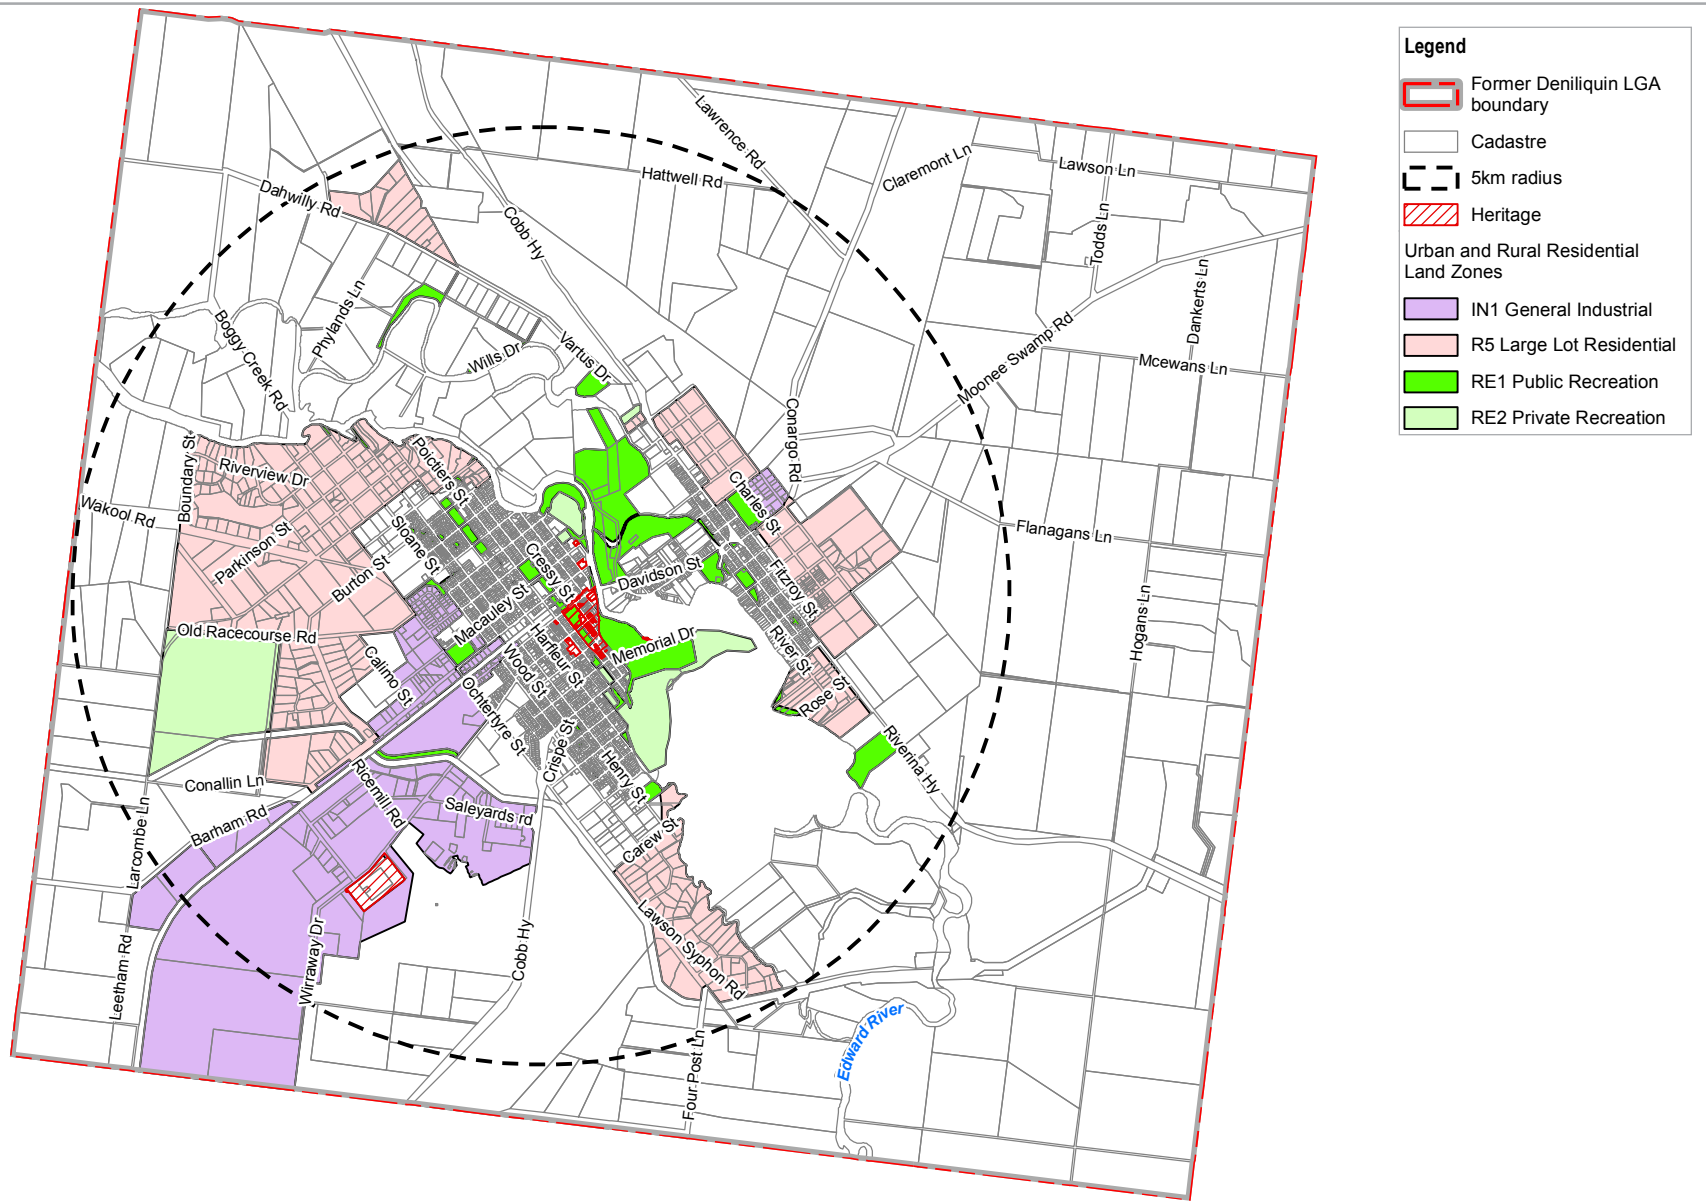 Legend
Former Deniliquin LGA
boundary
Cadastre
5km radius
Heritage
Urban and Rural Residential
Land Zones
IN1 General Industrial
R5 Large Lot Residential
RE1 Public Recreation
RE2 Private Recreation
Lawrence Rd
Claremont Ln
Lawson Ln
Hattwell Rd
Dahwilly Rd
Cobb Hy
Todds Ln
Dankerts Ln
Phylands Ln
Boggy Creek Rd
Wills Dr
Vartus Dr
Moonee Swamp Rd
Mcewans Ln
Conargo Rd
Boundary St
Riverview Dr
Poictiers St
Charles St
Wakool Rd
Parkinson St
Sloane St
Burton St
Flanagans Ln
Cressy St
Davidson St
Fitzroy St
Macauley St
Old Racecourse Rd
Harfleur St
Memorial Dr
River St
Hogans Ln
Calimo St
Wood St
Ochtertyre St
Rose St
Crispe St
Riverina Hy
Henry St
Conallin Ln
Ricemill Rd
Saleyards rd
Barham Rd
Larcombe Ln
Carew St
Lawson Syphon Rd
Leetham Rd
Wirraway Dr
Cobb Hy
Four Post Ln
Edward River